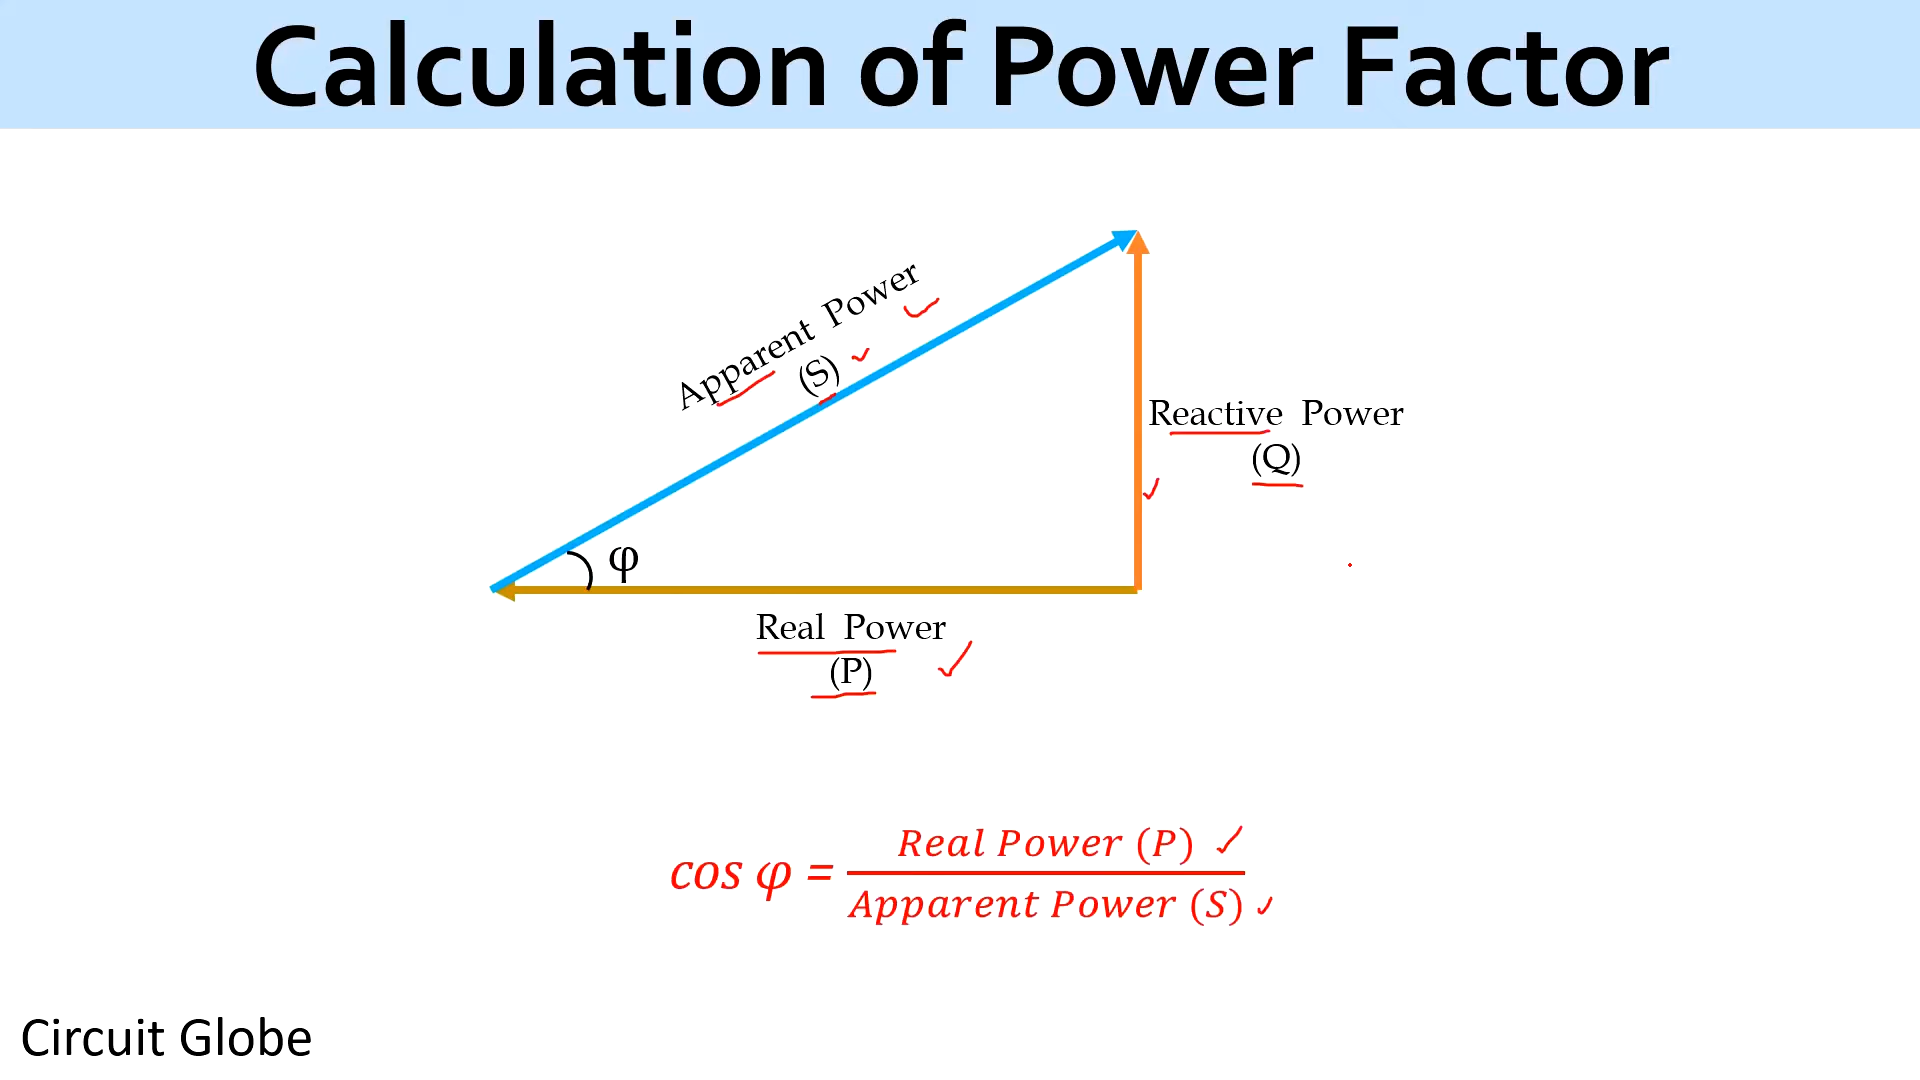 Calculation of Power Factor
Apparent Power
(S)
Reactive Power
(Q)
φ
Real Power
(P)
cos φ = Real Power (P)
Apparent Power (S)
Circuit Globe